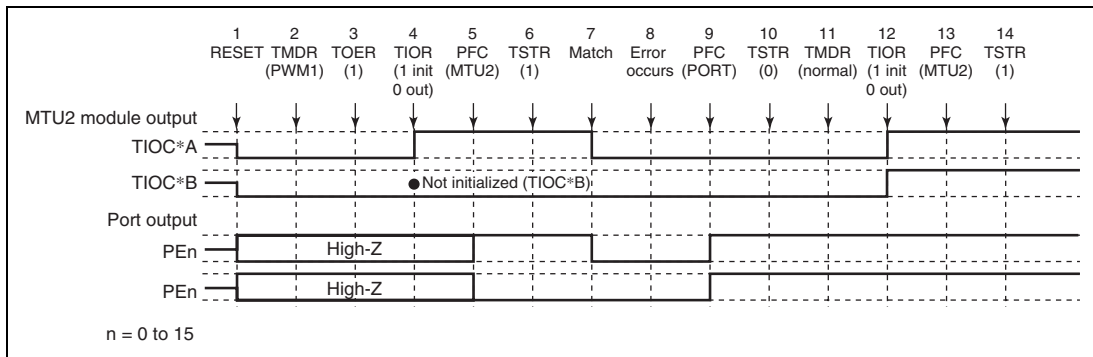 1 2 3 4 5 6 7 8 9 10 11 12 13 14
RESET TMDR TOER TIOR PFC TSTR Match Error PFC TSTR TMDR TIOR PFC TSTR
(PWM1) (1) (1 init (MTU2) (1) occurs (PORT) (0) (normal) (1 init (MTU2) (1)
0 out) 0 out)
MTU2 module output
TIOC*A
TIOC*B ● Not initialized (TIOC*B)
Port output
PEn High-Z
PEn High-Z
n = 0 to 15